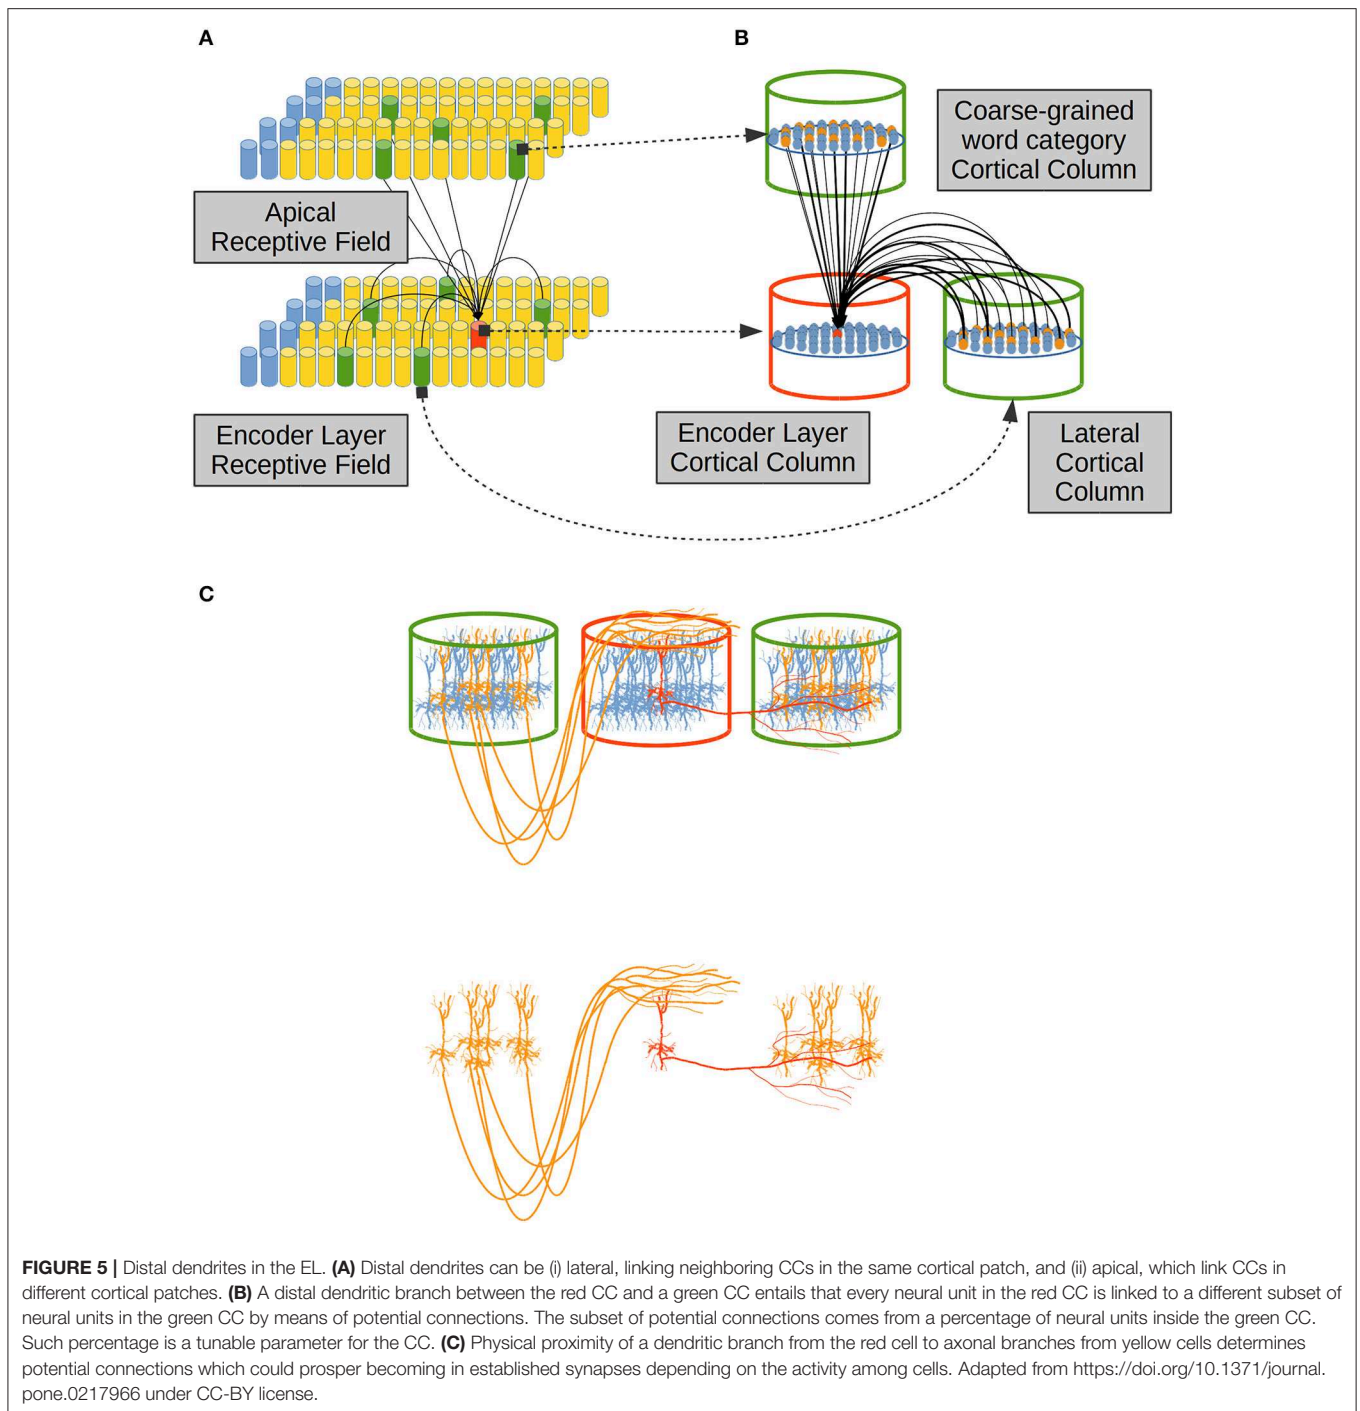 A
B
Coarse-grained
word category
Cortical Column
Apical
Receptive Field
Encoder Layer
Receptive Field
Encoder Layer
Cortical Column
Lateral
Cortical
Column
C
FIGURE 5 | Distal dendrites in the EL. (A) Distal dendrites can be (i) lateral, linking neighboring CCs in the same cortical patch, and (ii) apical, which link CCs in
different cortical patches. (B) A distal dendritic branch between the red CC and a green CC entails that every neural unit in the red CC is linked to a different subset of
neural units in the green CC by means of potential connections. The subset of potential connections comes from a percentage of neural units inside the green CC.
Such percentage is a tunable parameter for the CC. (C) Physical proximity of a dendritic branch from the red cell to axonal branches from yellow cells determines
potential connections which could prosper becoming in established synapses depending on the activity among cells. Adapted from https://doi.org/10.1371/journal.
pone.0217966 under CC-BY license.